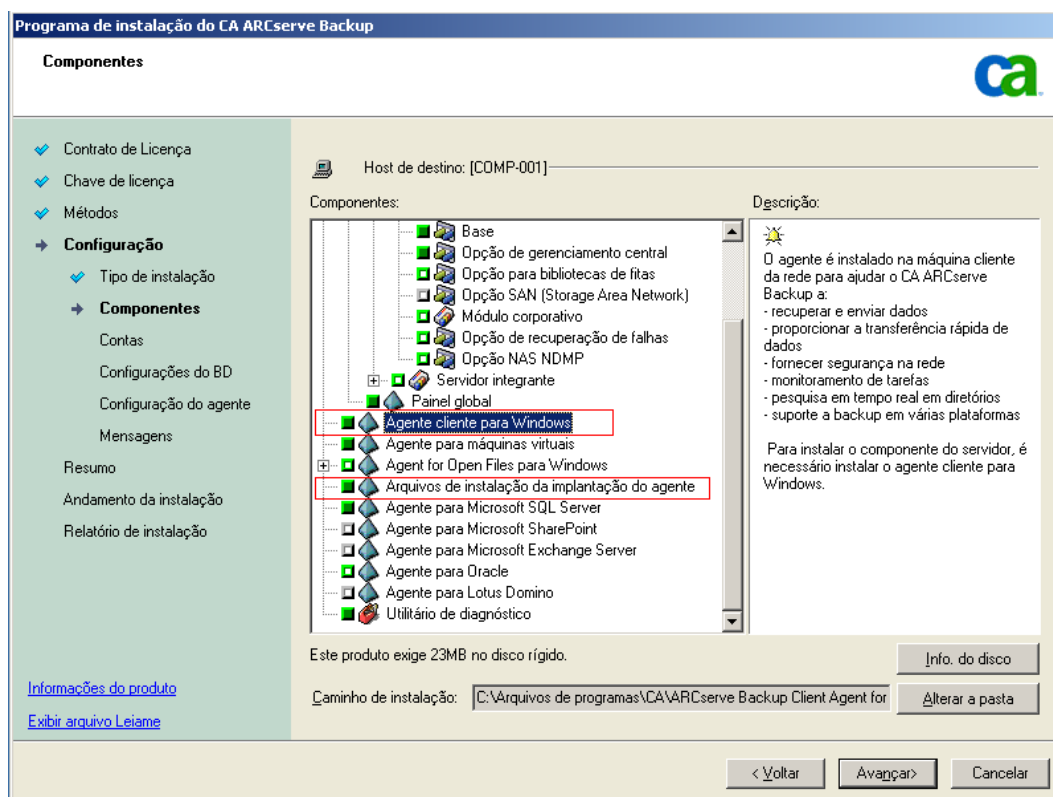 Programa de instalação do CA ARCserve Backup
Componentes
ca
Contrato de Licença
Chave de licença
Métodos
Configuração
Tipo de instalação
Componentes
Contas
Configurações do BD
Configuração do agente
Mensagens
Resumo
Andamento da instalação
Relatório de instalação
Informações do produto
Exibir arquivo Leiame
Host de destino: [COMP-001]
Componentes:
Base
Opção de gerenciamento central
Opção para bibliotecas de fitas
Opção SAN (Storage Area Network)
Módulo corporativo
Opção de recuperação de falhas
Opção NAS NDMP
Servidor integrante
Painel global
Agente cliente para Windows
Agente para máquinas virtuais
Agent for Open Files para Windows
Arquivos de instalação da implantação do agente
Agente para Microsoft SQL Server
Agente para Microsoft SharePoint
Agente para Microsoft Exchange Server
Agente para Oracle
Agente para Lotus Domino
Utilitário de diagnóstico
Descrição:
O agente é instalado na máquina cliente
da rede para ajudar o CA ARCserve
Backup a:
- recuperar e enviar dados
- proporcionar a transferência rápida de
dados
- fornecer segurança na rede
- monitoramento de tarefas
- pesquisa em tempo real em diretórios
- suporte a backup em várias plataformas
Para instalar o componente do servidor, é
necessário instalar o agente cliente para
Windows.
Este produto exige 23MB no disco rígido.
Info. do disco
Caminho de instalação: C:\Arquivos de programas\CA\ARCserve Backup Client Agent for
Alterar a pasta
< Voltar
Avançar>
Cancelar